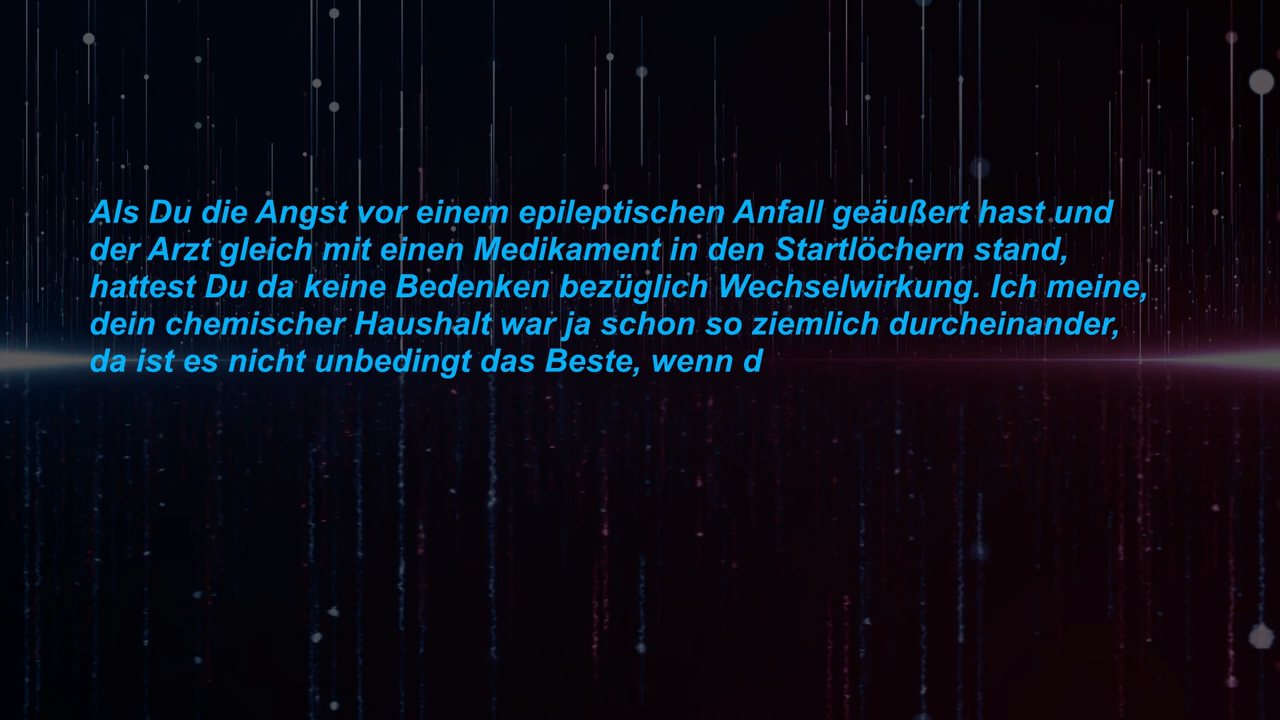 Als Du die Angst vor einem epileptischen Anfall geäußert hast und
der Arzt gleich mit einen Medikament in den Startlöchern stand,
hattest Du da keine Bedenken bezüglich Wechselwirkung. Ich meine,
dein chemischer Haushalt war ja schon so ziemlich durcheinander,
da ist es nicht unbedingt das Beste, wenn d